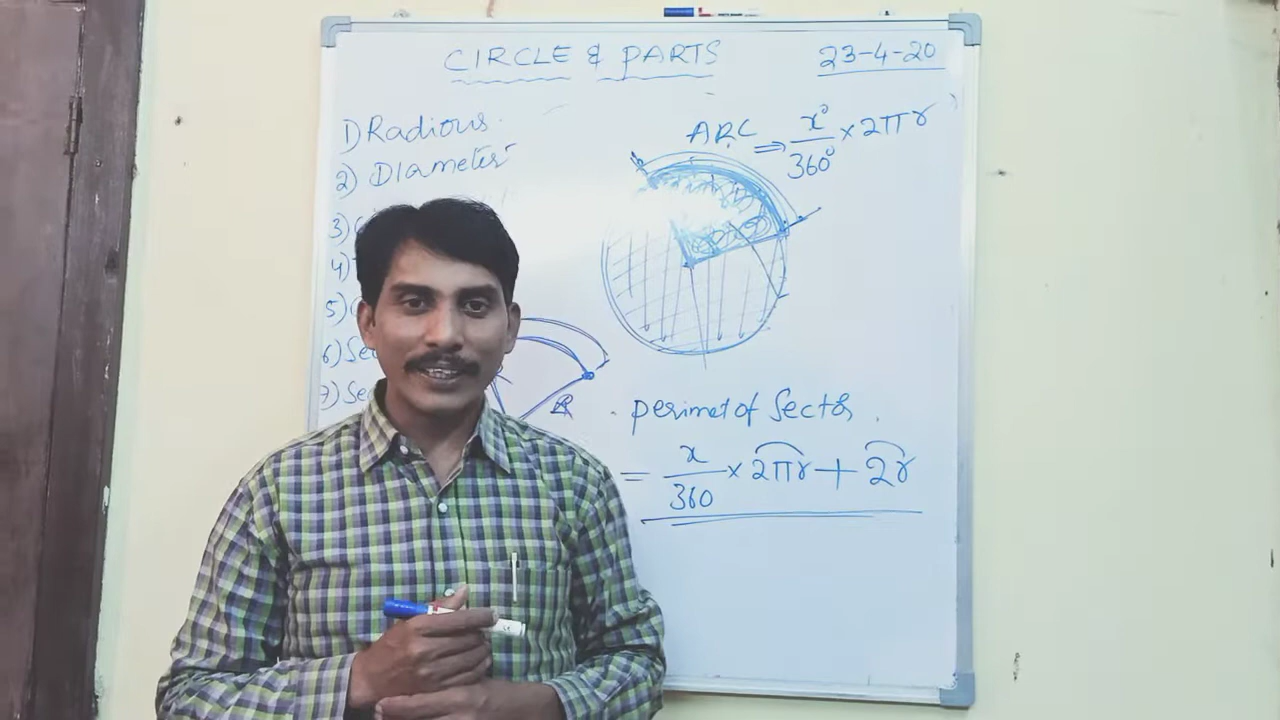 CIRCLE & PARTS
23-4-20
1) Radious
2) Diameter
3)
4)
5)
6) Se
7) Se
ARC ⇒ x°/360° × 2πr
R
perimet of Sector
= x/360 × 2πr + 2r